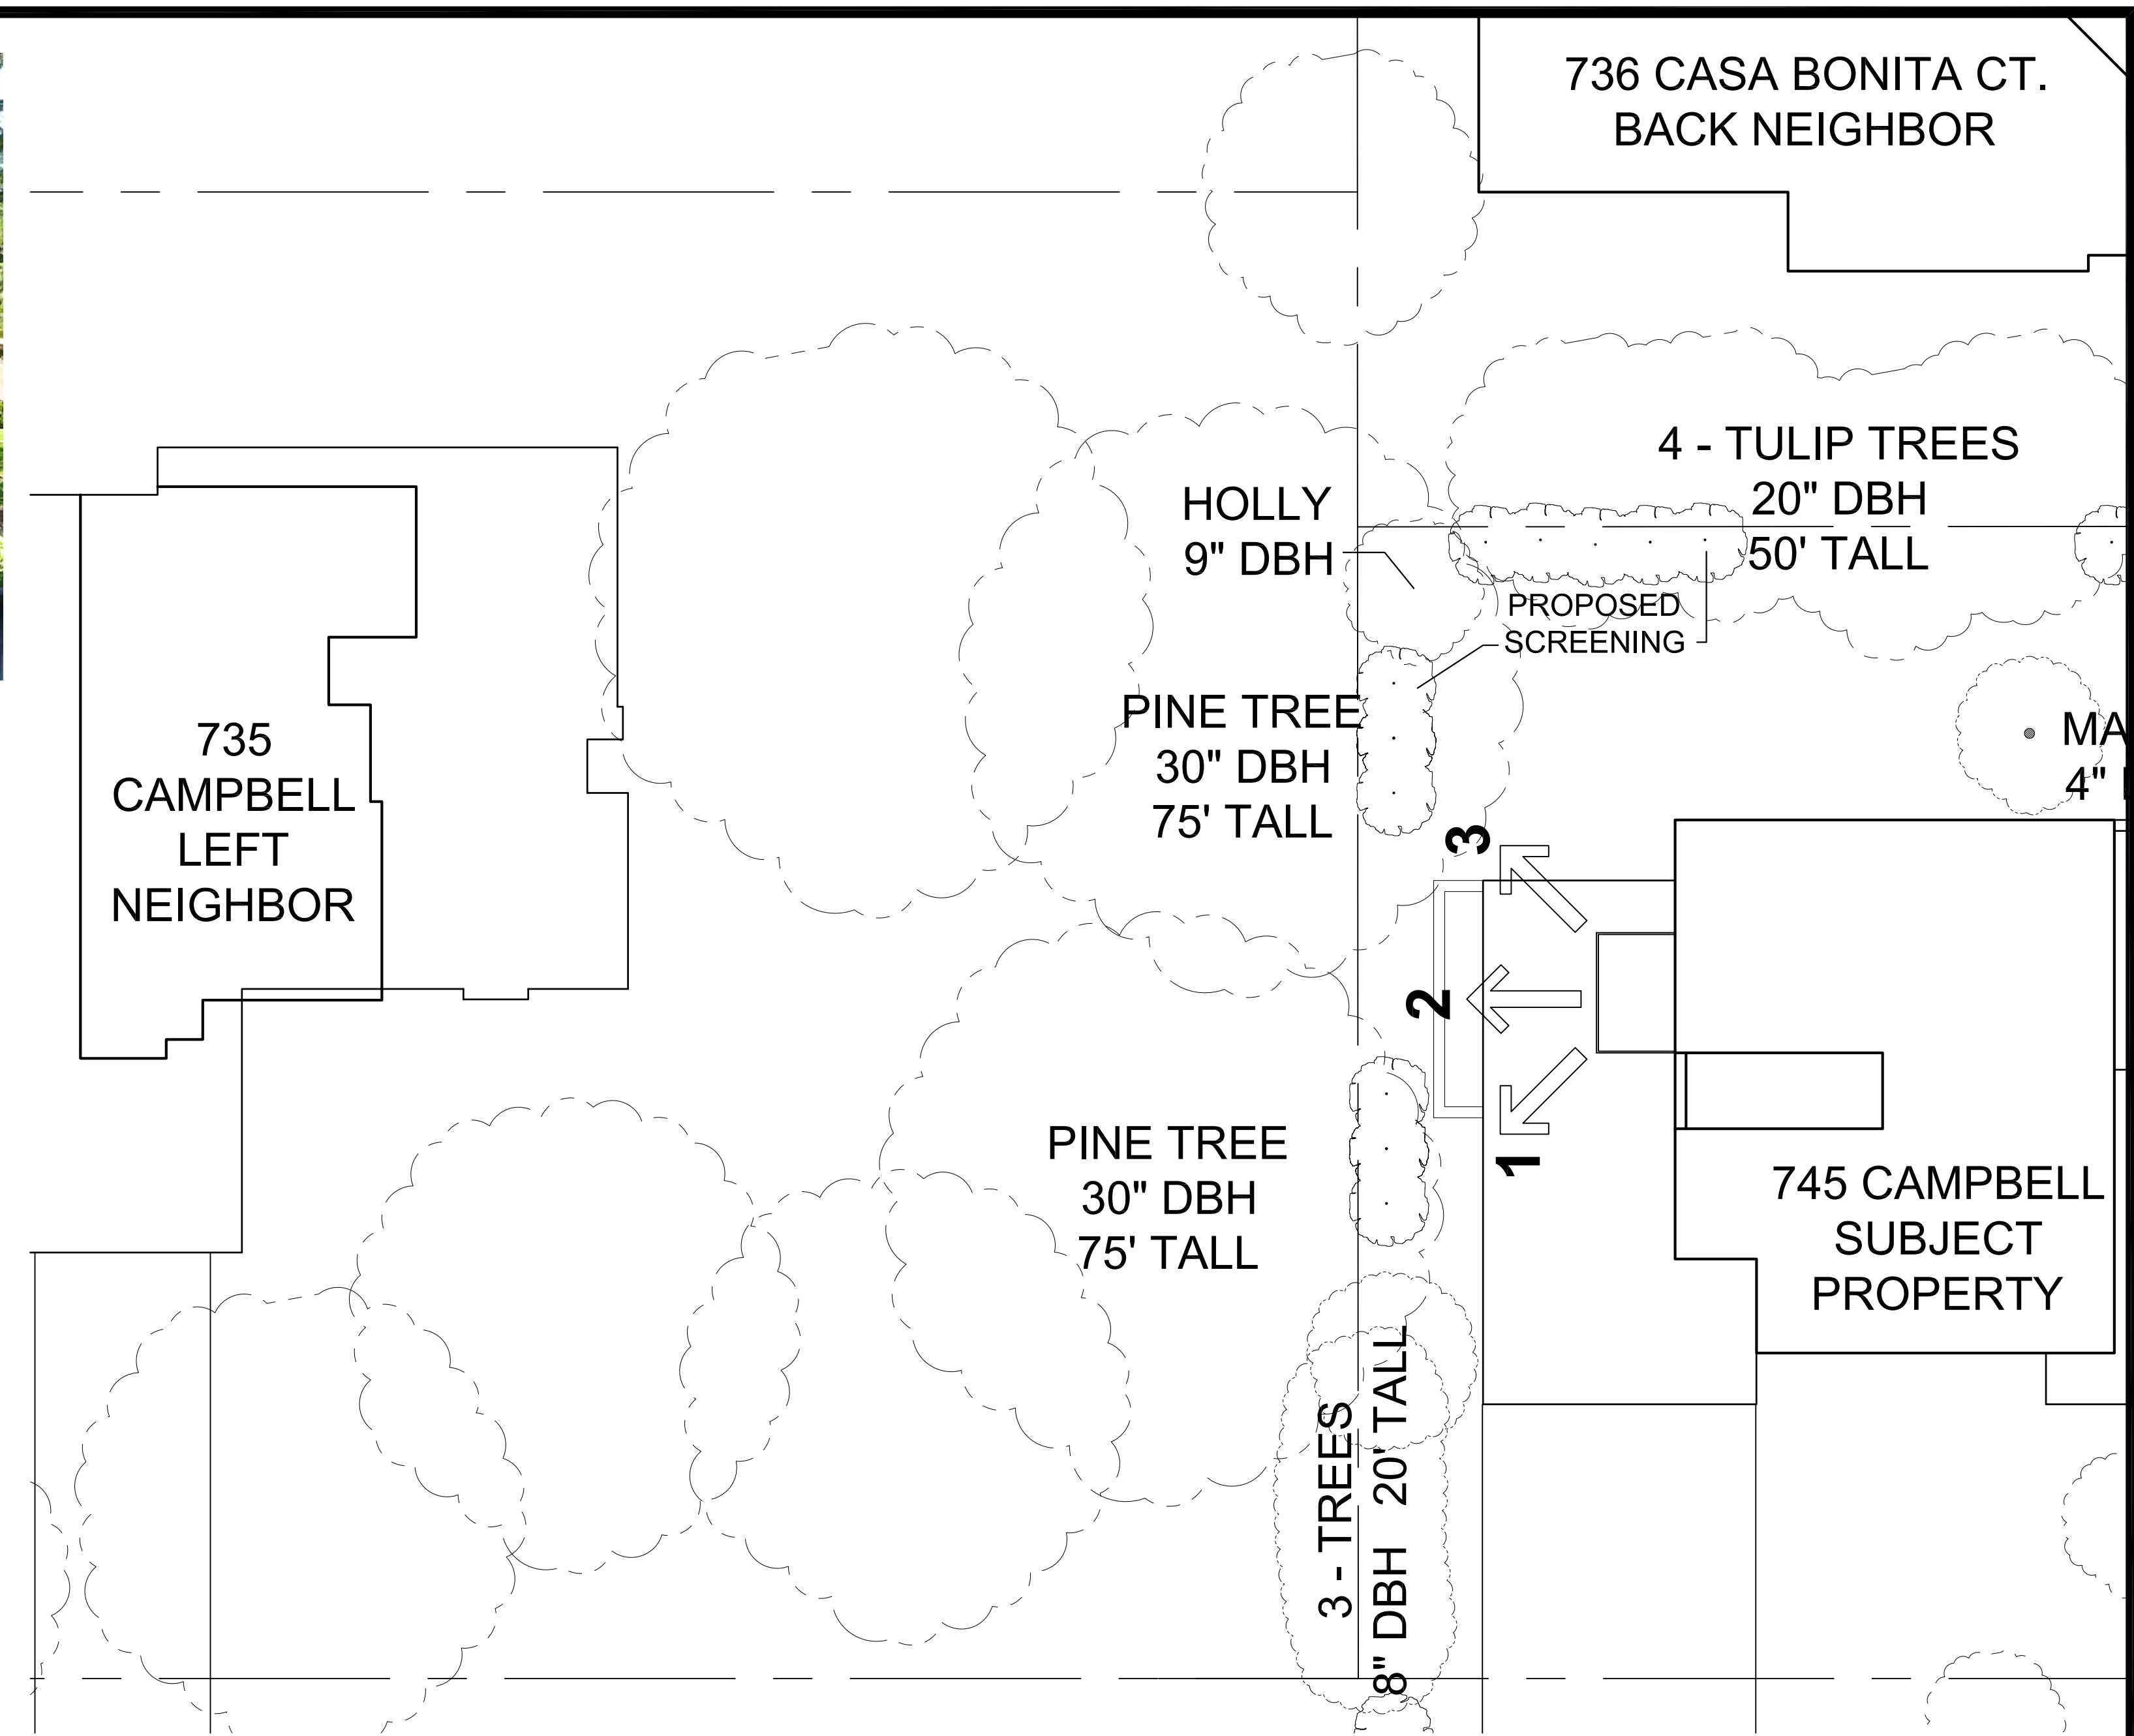 736 CASA BONITA CT.
BACK NEIGHBOR
4 - TULIP TREES
20" DBH
50' TALL
HOLLY
9" DBH
PROPOSED
SCREENING
PINE TREE
30" DBH
75' TALL
MA
4"
735
CAMPBELL
LEFT
NEIGHBOR
3
2
1
PINE TREE
30" DBH
75' TALL
745 CAMPBELL
SUBJECT
PROPERTY
3 - TREES
8" DBH 20' TALL